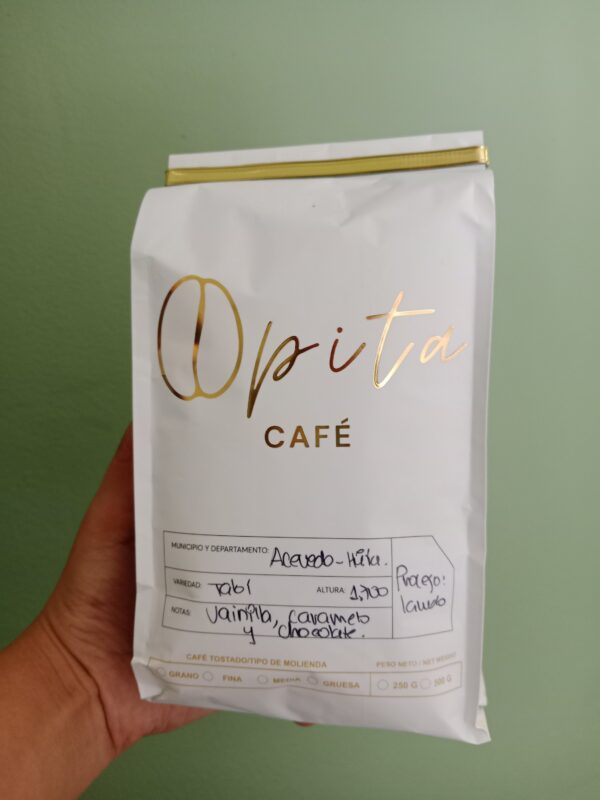 Opita
CAFÉ
MUNICIPIO Y DEPARTAMENTO: Acevedo - Huila.
VARIEDAD: Tabi ALTURA: 1,700
Proceso:
lavado
NOTAS: Vainilla, caramelo
y chocolate.
CAFÉ TOSTADO/TIPO DE MOLIENDA PESO NETO / NET WEIGHT
GRANO FINA MEDIA GRUESA 250 G 500 G